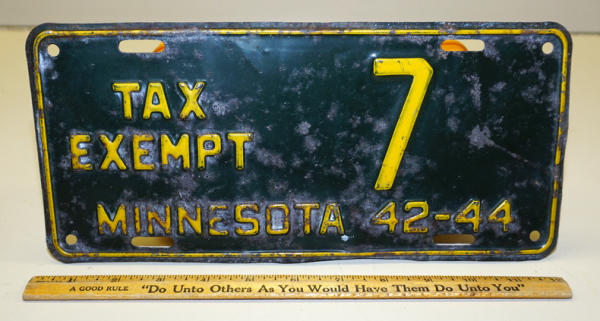 TAX
EXEMPT
7
MINNESOTA 42-44
A GOOD RULE "Do Unto Others As You Would Have Them Do Unto You"